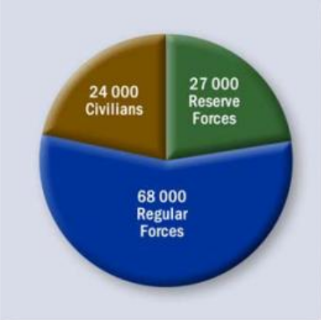 24 000
Civilians
27 000
Reserve
Forces
68 000
Regular
Forces